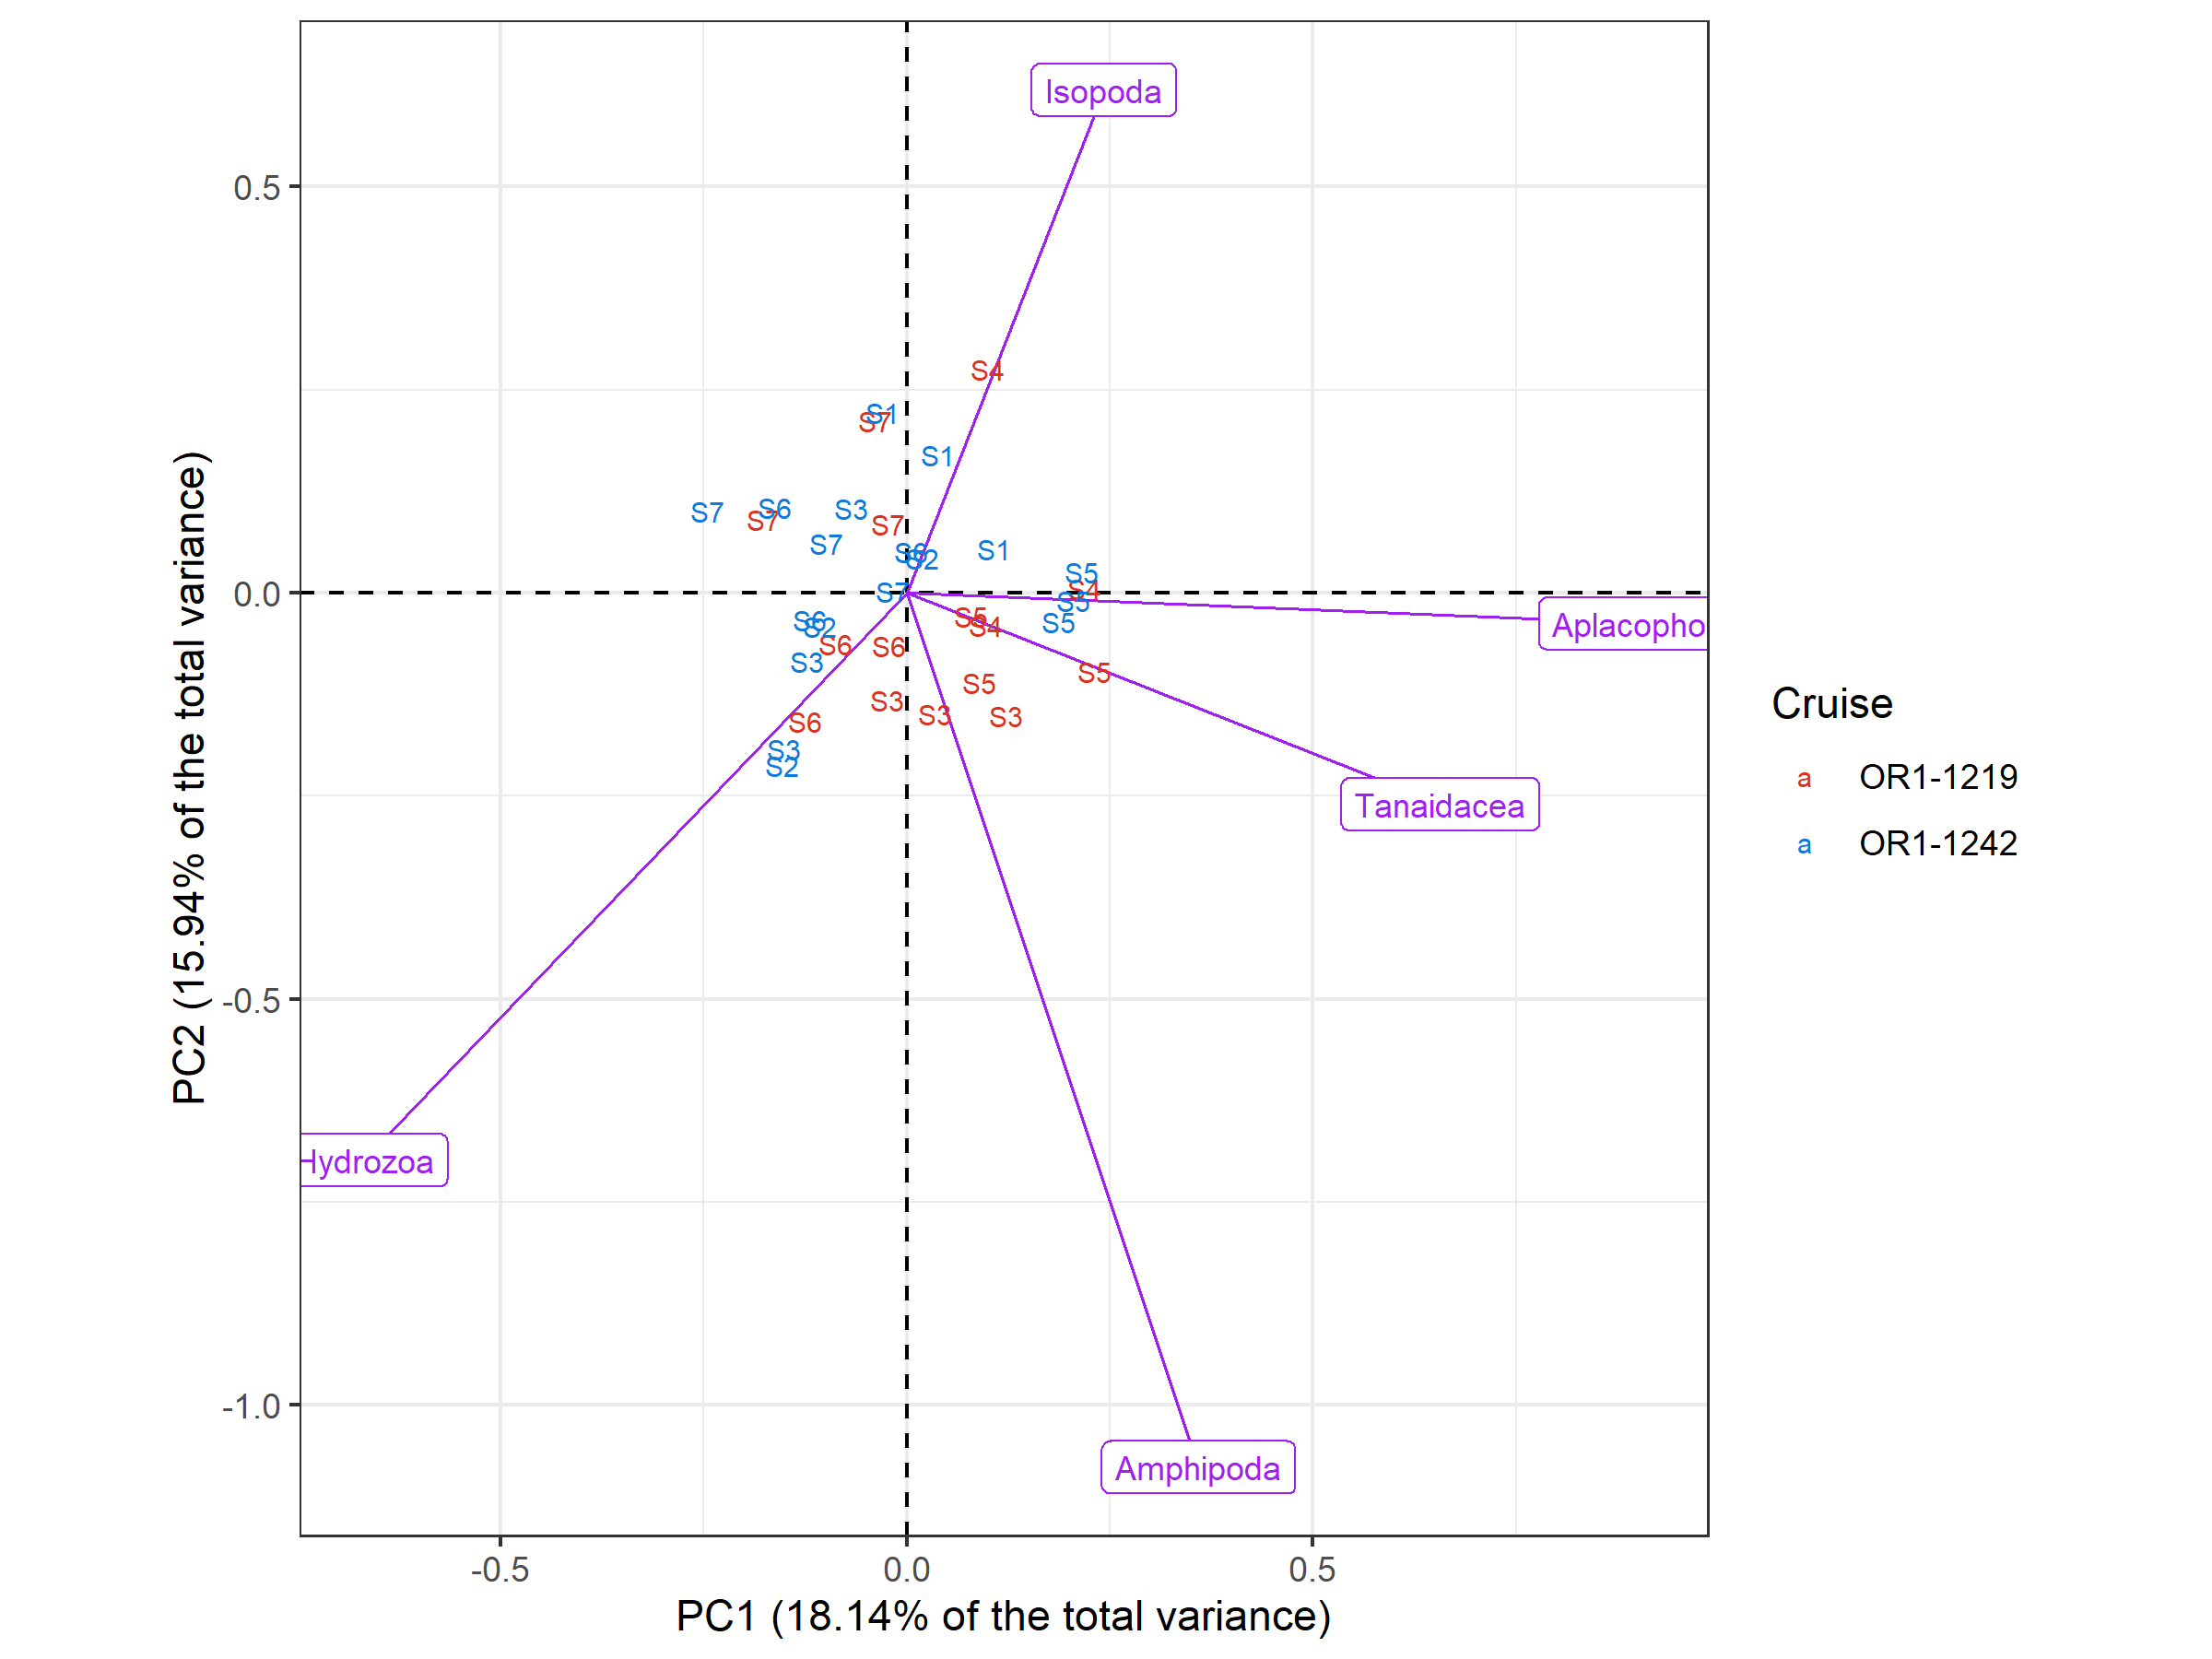 Isopoda
0.5
S4
S1
S7
S1
S7
S6
S7
S3
S7
S7
S2
S1
S5
0.0
S7
S4
S5
S6
S2
S5
S4
S5
S6
S6
Aplacopho
S3
S5
S5
S3
S3
S3
S6
S3
S2
Tanaidacea
Hydrozoa
-0.5
-1.0
Amphipoda
-0.5
0.0
0.5
PC1 (18.14% of the total variance)
PC2 (15.94% of the total variance)
Cruise
a OR1-1219
a OR1-1242